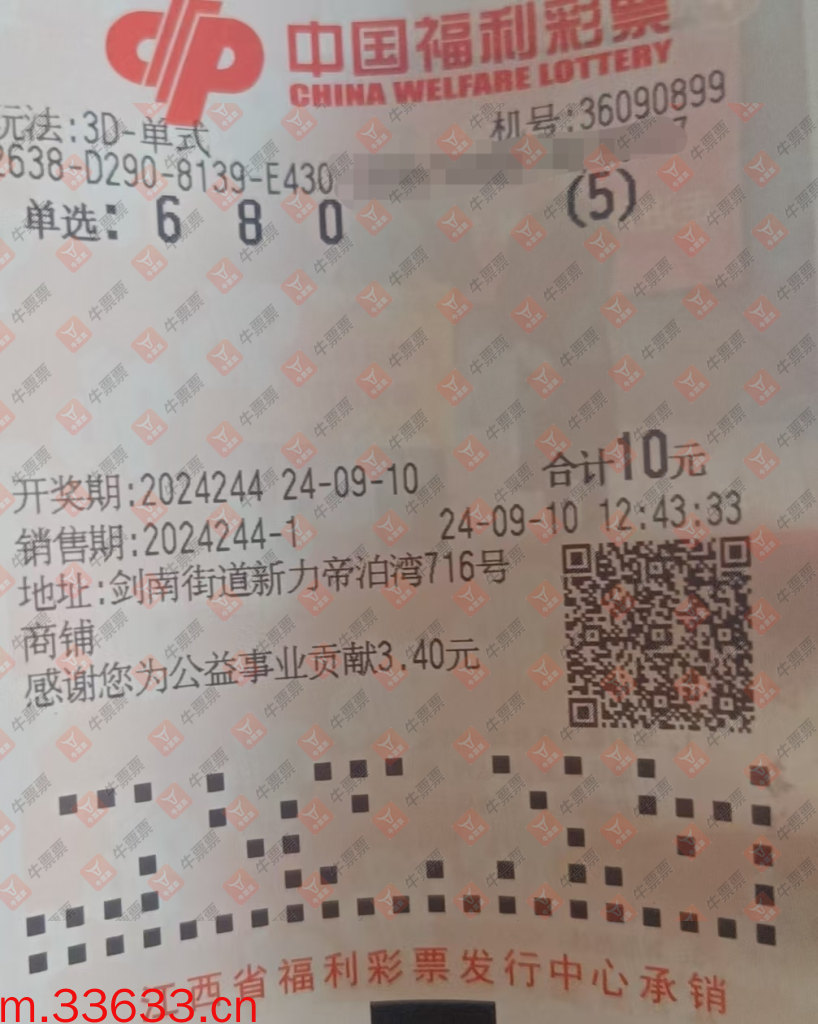 中国福利彩票
CHINA WELFARE LOTTERY
玩法:3D-单式
机号:36090899
2638-D290-8139-E430
单选: 6 8 0 (5)
开奖期:2024244 24-09-10 合计10元
销售期:2024244-1 24-09-10 12:43:33
地址:剑南街道新力帝泊湾716号
商铺
感谢您为公益事业贡献3.40元
江西省福利彩票发行中心承销
m.33633.cn
牛票票